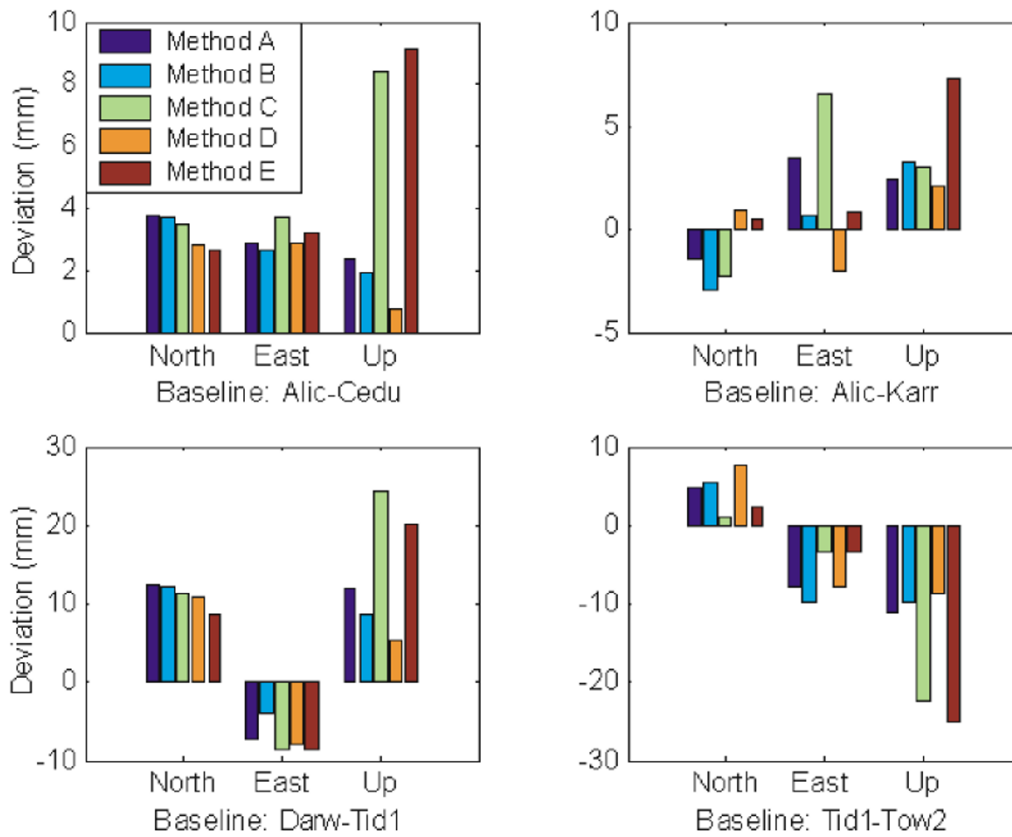 10
8
6
4
2
0
Deviation (mm)
Method A
Method B
Method C
Method D
Method E
North East Up
Baseline: Alic-Cedu
10
5
0
-5
North East Up
Baseline: Alic-Karr
30
20
10
0
-10
Deviation (mm)
North East Up
Baseline: Darw-Tid1
10
0
-10
-20
-30
North East Up
Baseline: Tid1-Tow2